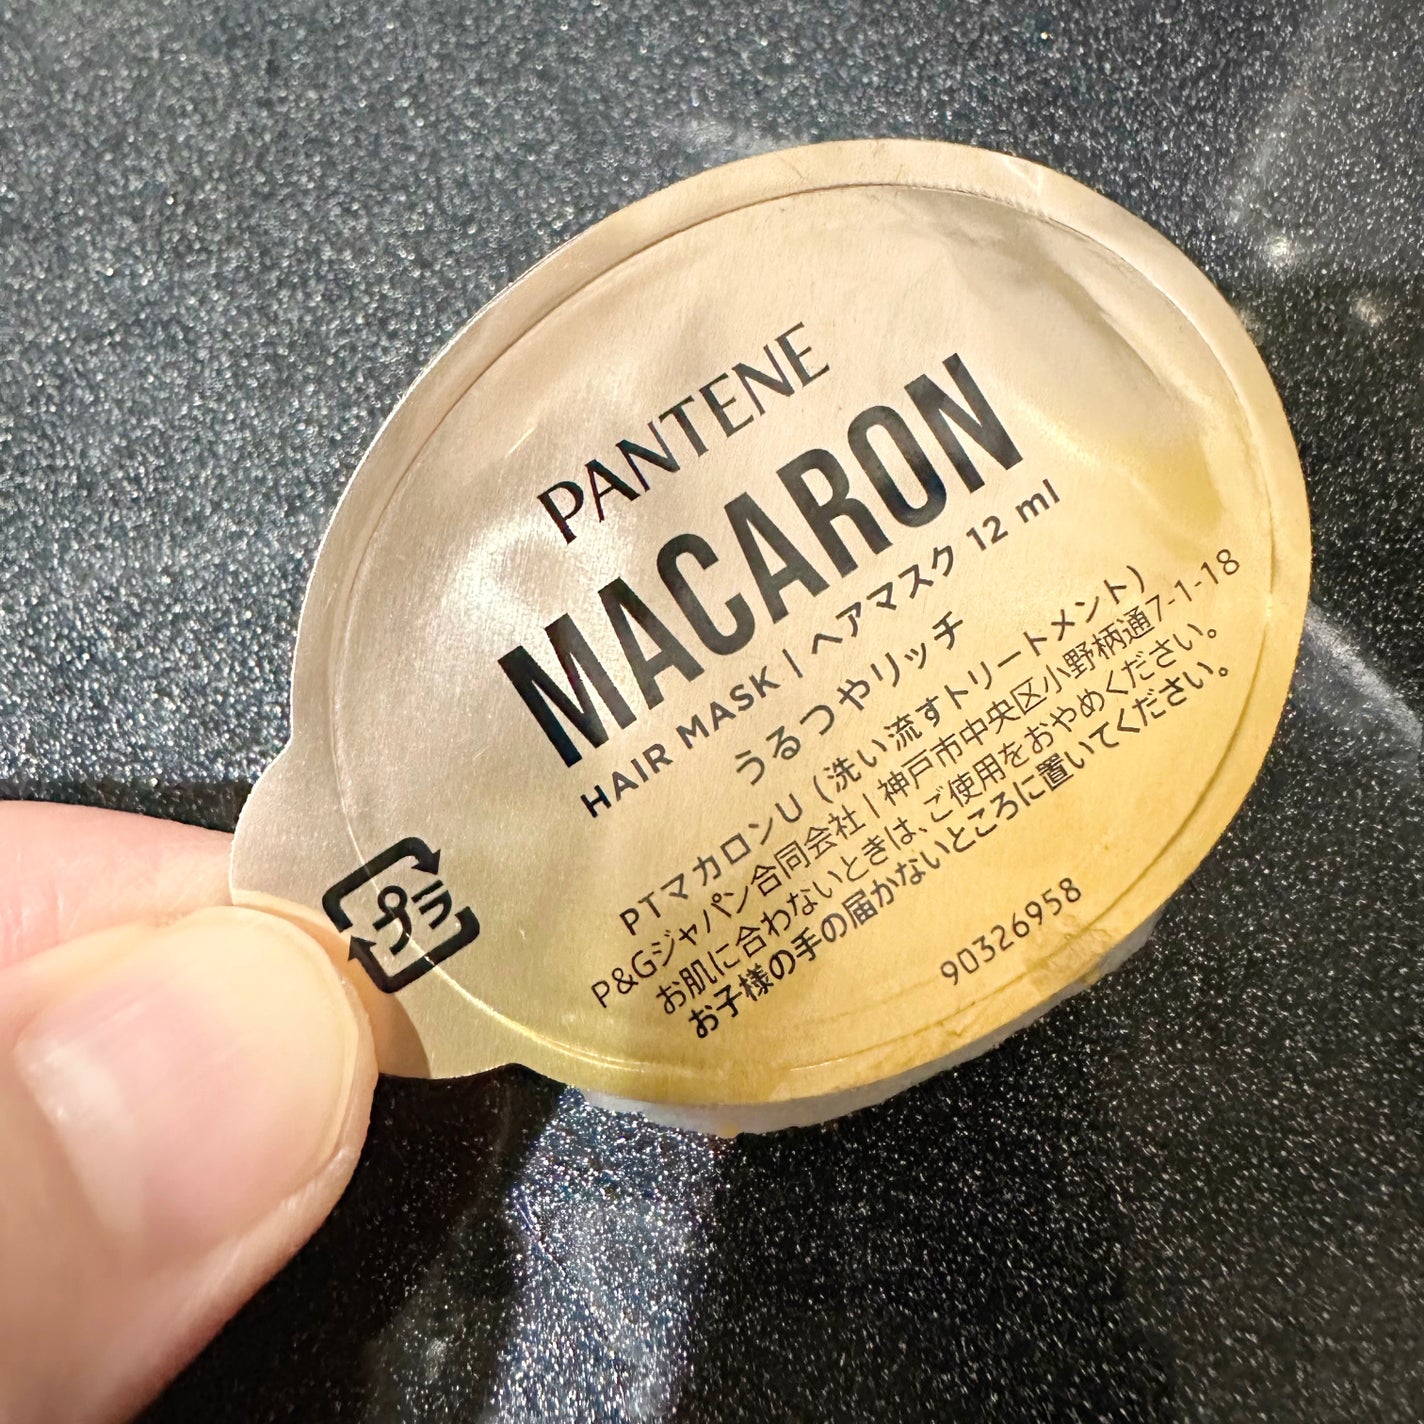 PANTENE
MACARON
HAIR MASK | ヘアマスク 12 ml
うるつやリッチ
PTマカロンU（洗い流すトリートメント）
P&Gジャパン合同会社 | 神戸市中央区小野柄通7-1-18
お肌に合わないときは、ご使用をおやめください。
お子様の手の届かないところに置いてください。
90326958
プラ